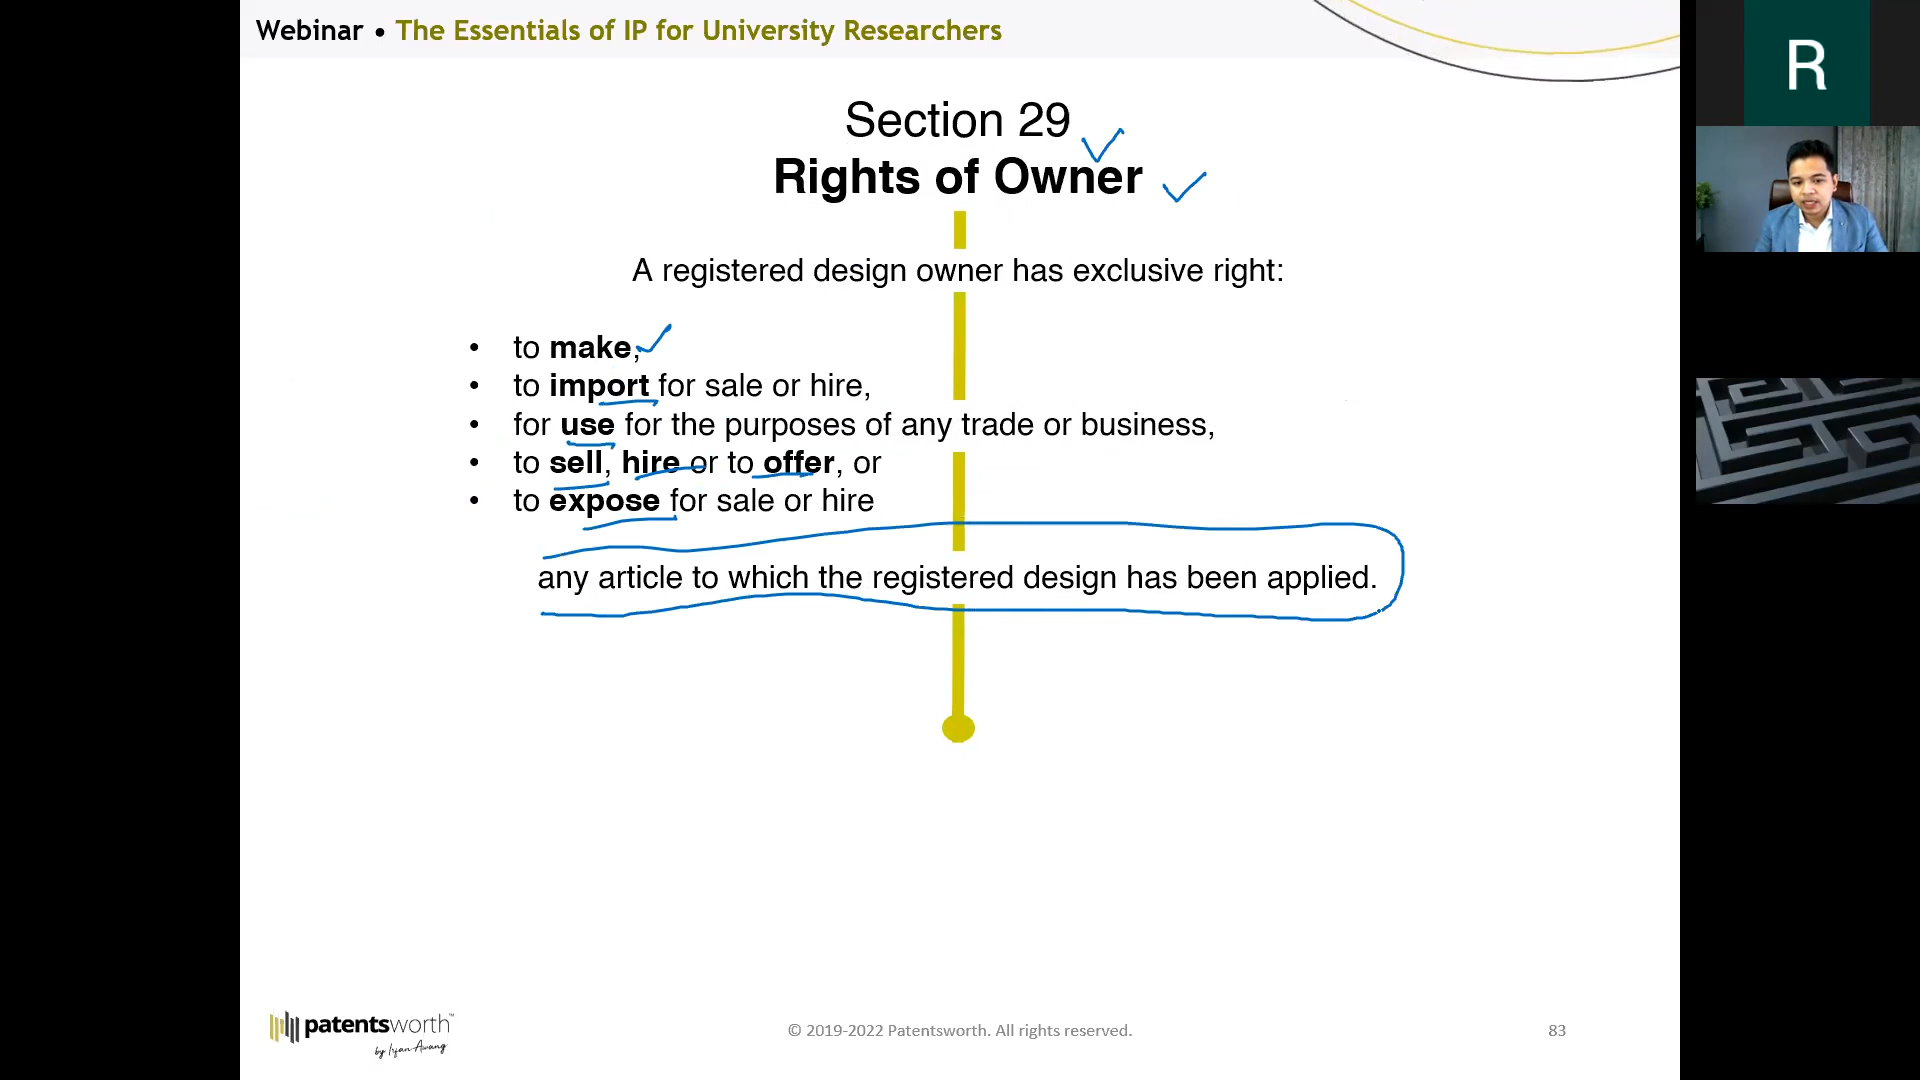 Webinar • The Essentials of IP for University Researchers
R
Section 29
Rights of Owner
A registered design owner has exclusive right:
• to make,
• to import for sale or hire,
• for use for the purposes of any trade or business,
• to sell, hire or to offer, or
• to expose for sale or hire
any article to which the registered design has been applied.
patentsworth™
by Irfan Awang
© 2019-2022 Patentsworth. All rights reserved.
83